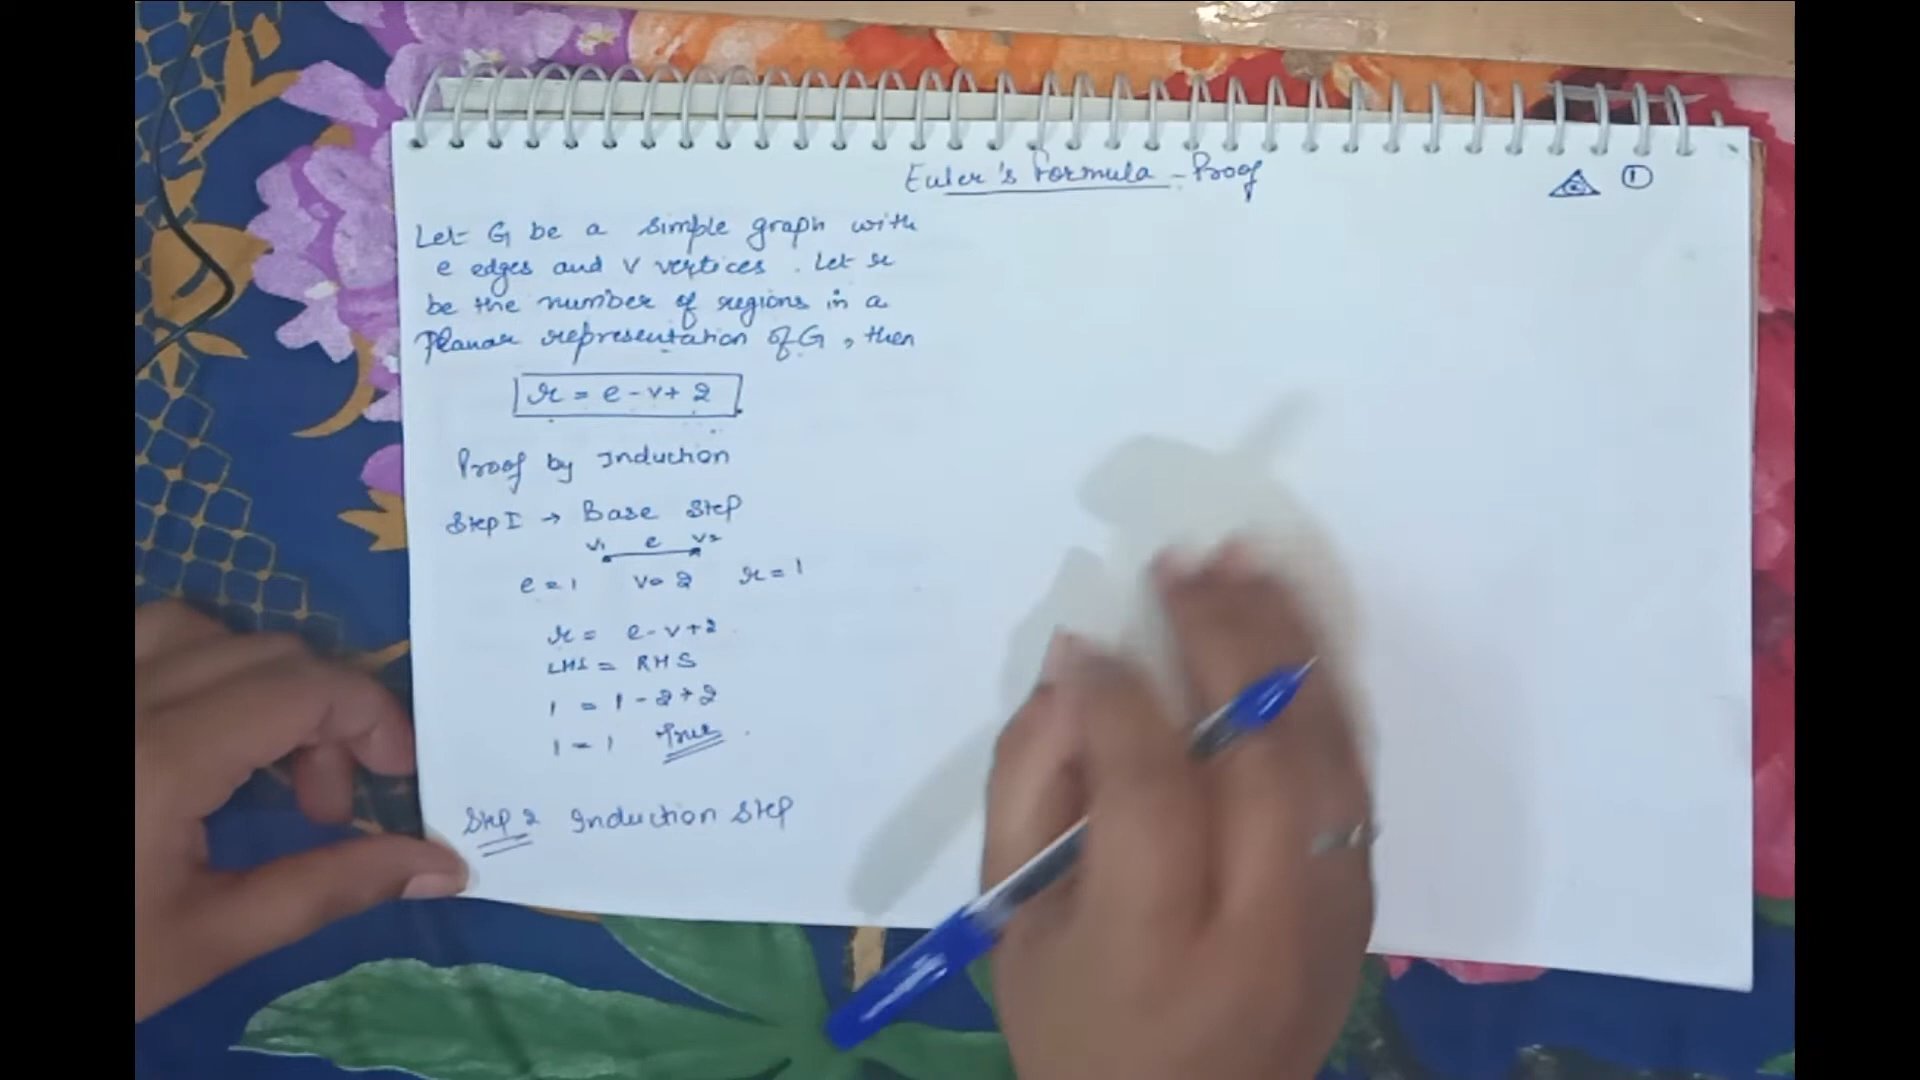 Euler's Formula - Proof
①
Let G be a simple graph with
e edges and v vertices. Let r
be the number of regions in a
Planar representation of G, then
r = e - v + 2
Proof by Induction
Step I → Base Step
v1 e v2
e = 1 v = 2 r = 1
r = e - v + 2
LHS = RHS
1 = 1 - 2 + 2
1 = 1 True
Step 2 Induction Step